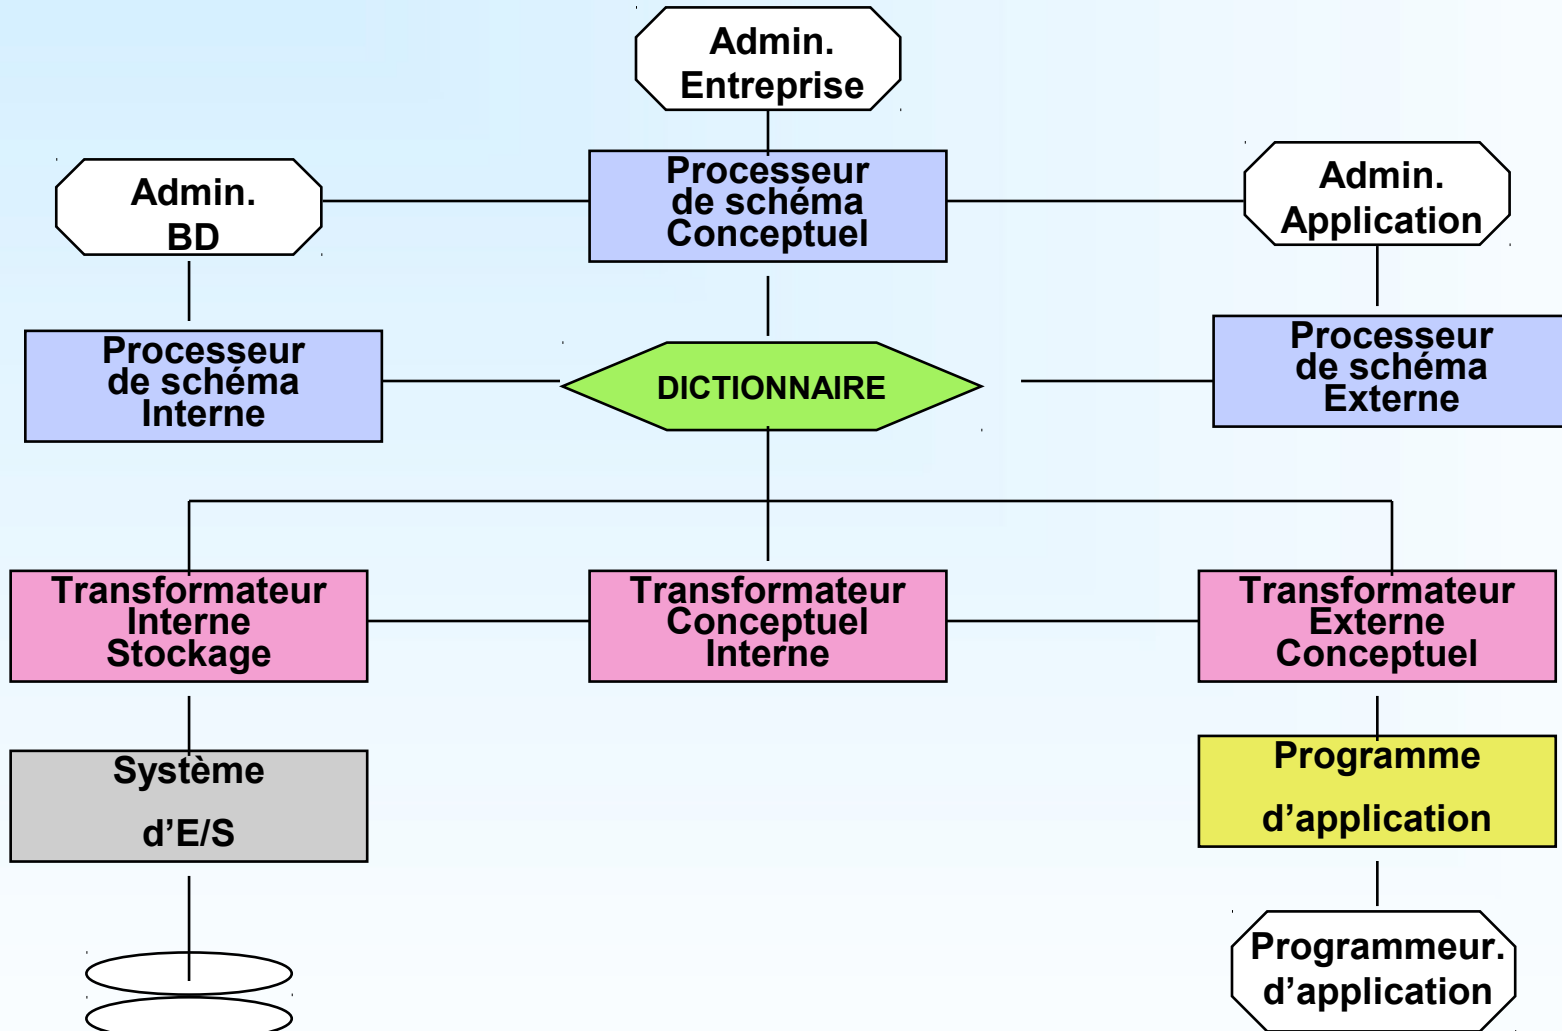 Admin.
Entreprise
Admin.
BD
Processeur
de schéma
Conceptuel
Admin.
Application
Processeur
de schéma
Interne
DICTIONNAIRE
Processeur
de schéma
Externe
Transformateur
Interne
Stockage
Transformateur
Conceptuel
Interne
Transformateur
Externe
Conceptuel
Système
d’E/S
Programme
d’application
Programmeur.
d’application